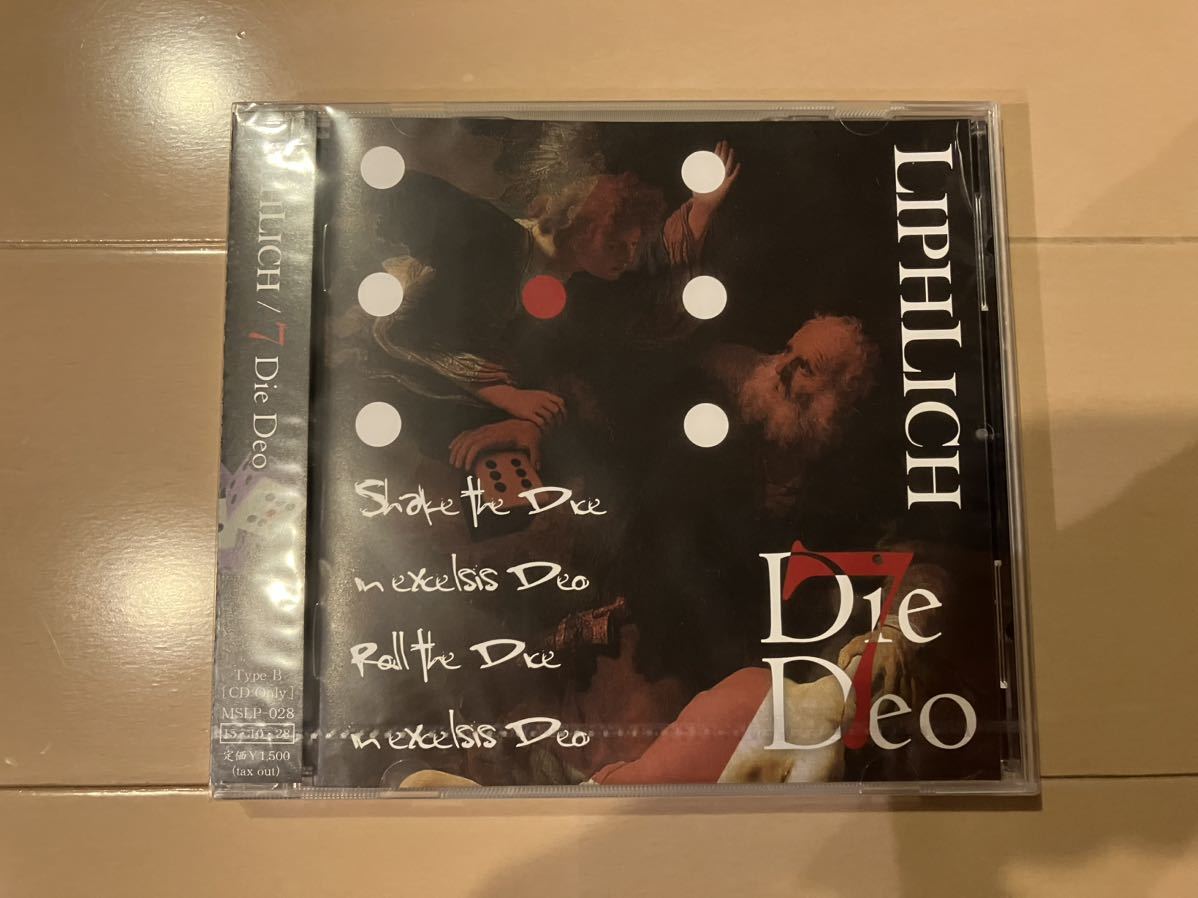 LIPHLICH
Shake the Dice
in excelsis Deo
Roll the Dice
in excelsis Deo
7
Die
Deo
LICH / 7 Die Deo
Type B
[CD Only]
MSLP-028
15・10・28
定価¥1,500
(tax out)